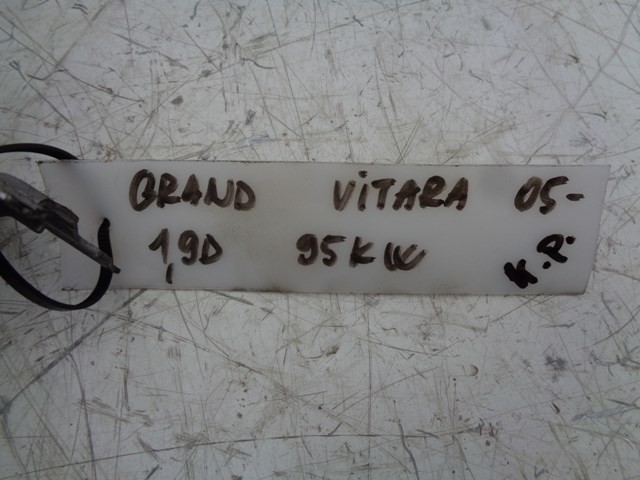 GRAND VITARA 05-
1,9D 95KW K.P.